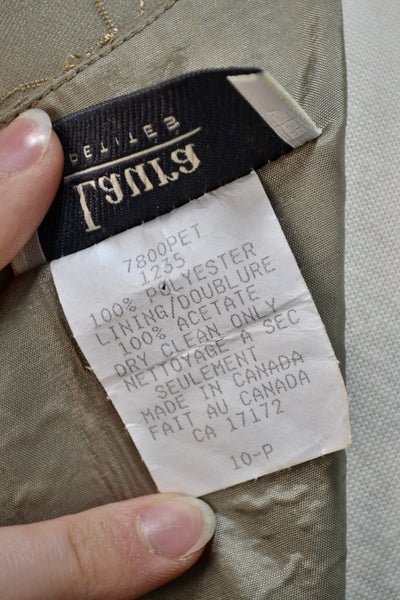 Laura
PETITES
7800PET
1235
100% POLYESTER
LINING/DOUBLURE
100% ACETATE
DRY CLEAN ONLY
NETTOYAGE A SEC
SEULEMENT
MADE IN CANADA
FAIT AU CANADA
CA 17172
10-P